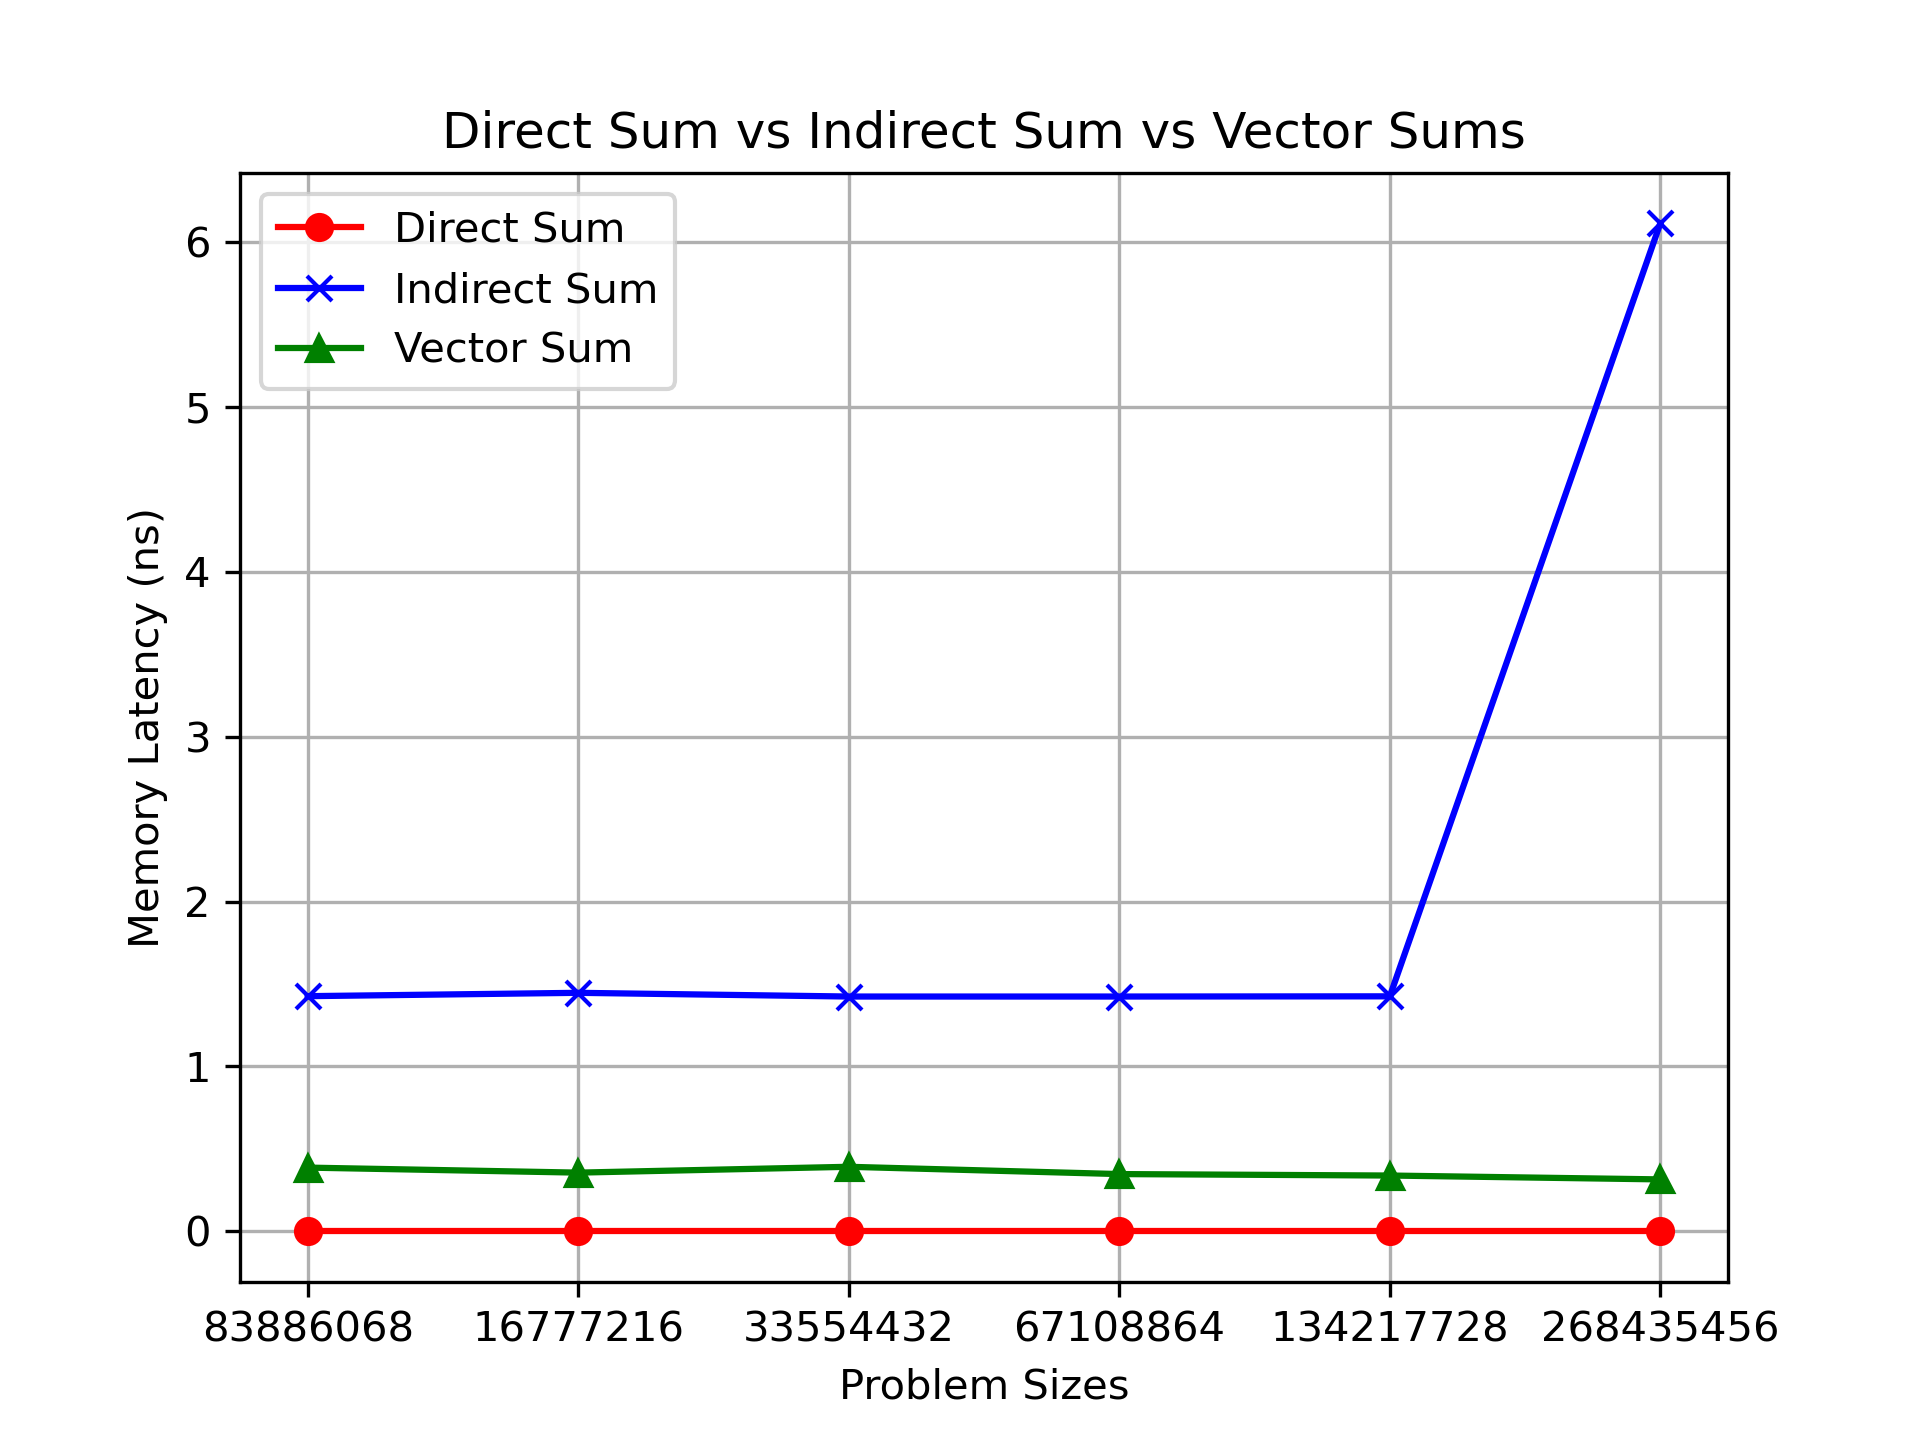 Direct Sum vs Indirect Sum vs Vector Sums
Direct Sum
Indirect Sum
Vector Sum
6
5
4
3
2
1
0
Memory Latency (ns)
83886068 16777216 33554432 67108864 134217728 268435456
Problem Sizes